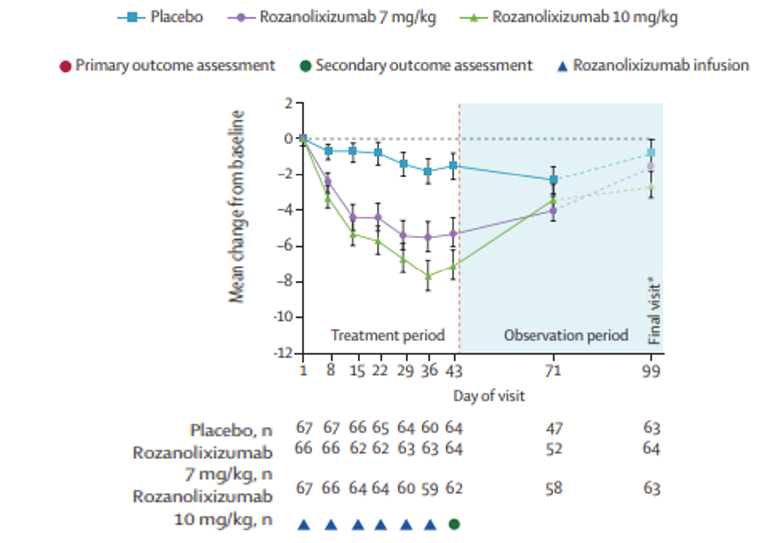 Placebo Rozanolixizumab 7 mg/kg Rozanolixizumab 10 mg/kg
Primary outcome assessment Secondary outcome assessment Rozanolixizumab infusion
Mean change from baseline
2
0
-2
-4
-6
-8
-10
-12
Treatment period Observation period
Final visit*
1 8 15 22 29 36 43 71 99
Day of visit
Placebo, n 67 67 66 65 64 60 64 47 63
Rozanolixizumab 66 66 62 62 63 63 64 52 64
7 mg/kg, n
Rozanolixizumab 67 66 64 64 60 59 62 58 63
10 mg/kg, n